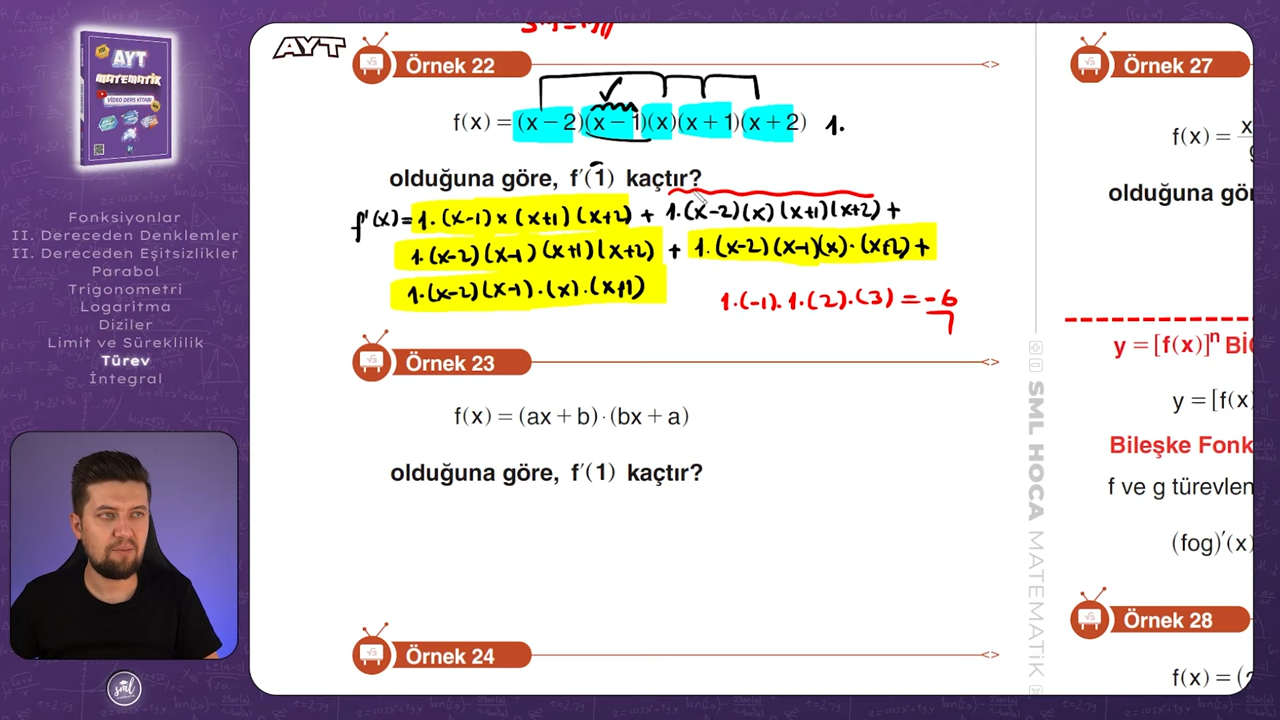 AYT
MATEMATİK
VİDEO DERS KİTABI
Fonksiyonlar
II. Dereceden Denklemler
II. Dereceden Eşitsizlikler
Parabol
Trigonometri
Logaritma
Diziler
Limit ve Süreklilik
Türev
İntegral
sml
AYT
Örnek 22
f(x) = (x − 2)(x − 1)(x)(x + 1)(x + 2) 1.
olduğuna göre, f′(1) kaçtır?
f'(x) = 1.(x-1)x(x+1)(x+2) + 1.(x-2)(x)(x+1)(x+2) +
1.(x-2)(x-1)(x+1)(x+2) + 1.(x-2)(x-1)(x).(x+2) +
1.(x-2)(x-1).(x).(x+1)
1.(-1).1.(2).(3) = -6
Örnek 23
f(x) = (ax + b)·(bx + a)
olduğuna göre, f′(1) kaçtır?
Örnek 24
SML HOCA MATEMATİK
Örnek 27
f(x) =
olduğuna gör
y = [f(x)]ⁿ Bİ
y = [f(x)
Bileşke Fonk
f ve g türevlen
(fog)′(x)
Örnek 28
f(x) = (